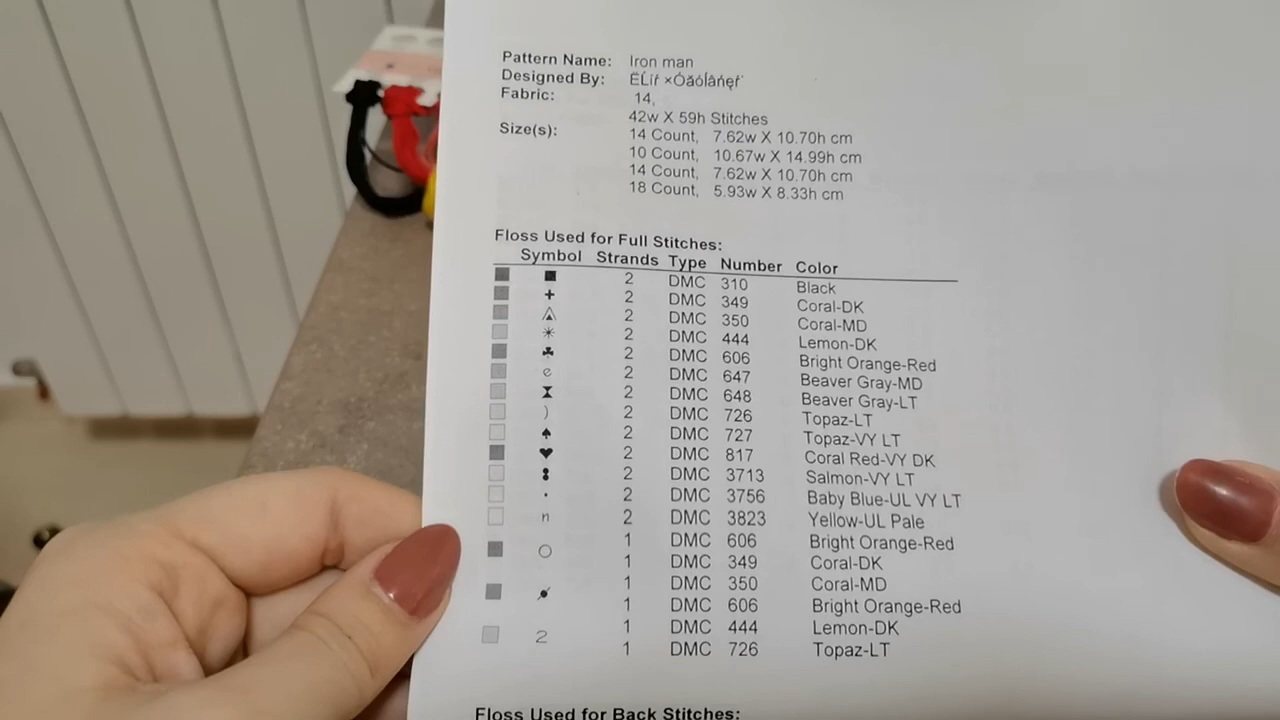 Pattern Name: Iron man
Designed By: ËĹíř ×Óăóĺâńęř˙
Fabric: 14,
42w X 59h Stitches
Size(s): 14 Count, 7.62w X 10.70h cm
10 Count, 10.67w X 14.99h cm
14 Count, 7.62w X 10.70h cm
18 Count, 5.93w X 8.33h cm
Floss Used for Full Stitches:
Symbol Strands Type Number Color
2 DMC 310 Black
2 DMC 349 Coral-DK
2 DMC 350 Coral-MD
2 DMC 444 Lemon-DK
2 DMC 606 Bright Orange-Red
e 2 DMC 647 Beaver Gray-MD
2 DMC 648 Beaver Gray-LT
) 2 DMC 726 Topaz-LT
2 DMC 727 Topaz-VY LT
2 DMC 817 Coral Red-VY DK
2 DMC 3713 Salmon-VY LT
2 DMC 3756 Baby Blue-UL VY LT
n 2 DMC 3823 Yellow-UL Pale
1 DMC 606 Bright Orange-Red
1 DMC 349 Coral-DK
1 DMC 350 Coral-MD
1 DMC 606 Bright Orange-Red
2 1 DMC 444 Lemon-DK
1 DMC 726 Topaz-LT
Floss Used for Back Stitches: